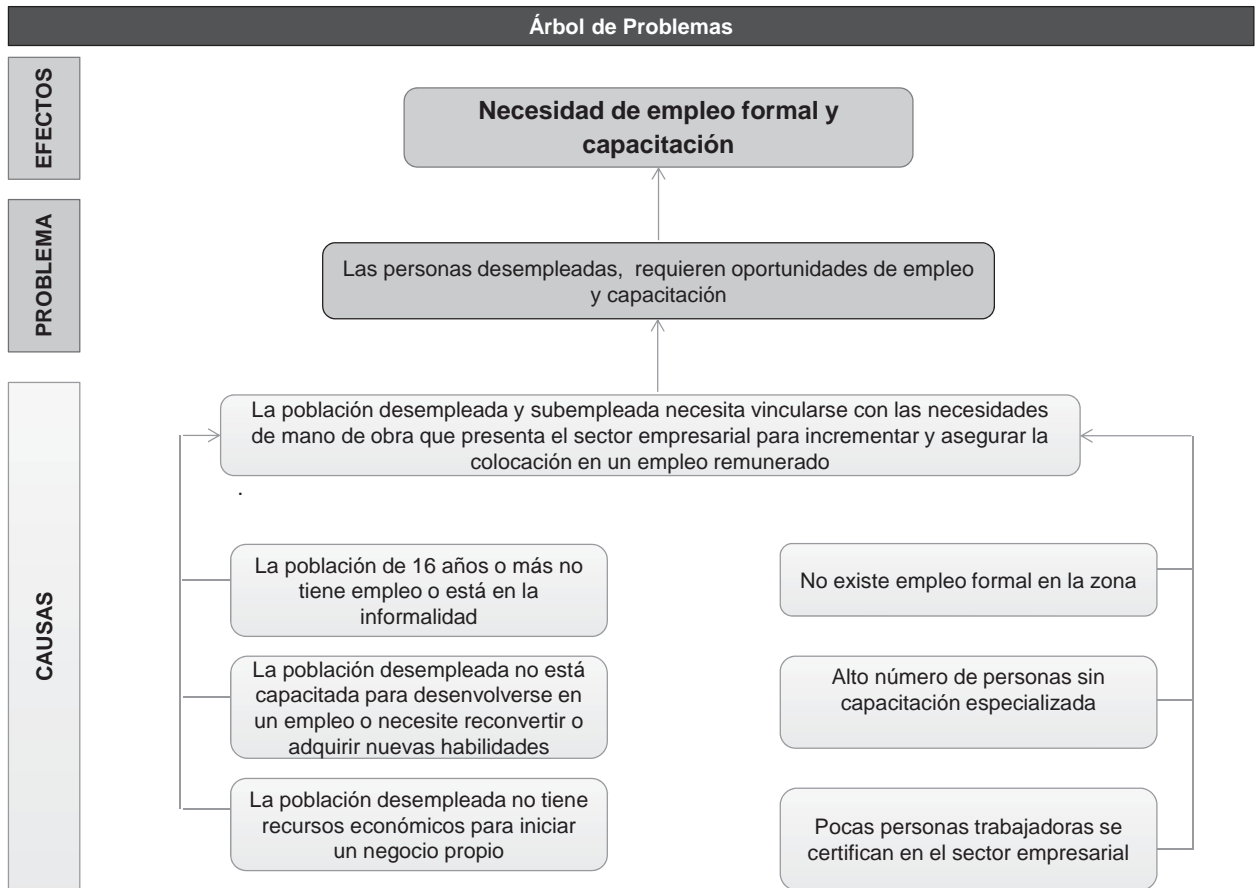 Árbol de Problemas
EFECTOS
Necesidad de empleo formal y
capacitación
PROBLEMA
Las personas desempleadas, requieren oportunidades de empleo
y capacitación
CAUSAS
La población desempleada y subempleada necesita vincularse con las necesidades
de mano de obra que presenta el sector empresarial para incrementar y asegurar la
colocación en un empleo remunerado
.
La población de 16 años o más no
tiene empleo o está en la
informalidad
La población desempleada no está
capacitada para desenvolverse en
un empleo o necesite reconvertir o
adquirir nuevas habilidades
La población desempleada no tiene
recursos económicos para iniciar
un negocio propio
No existe empleo formal en la zona
Alto número de personas sin
capacitación especializada
Pocas personas trabajadoras se
certifican en el sector empresarial